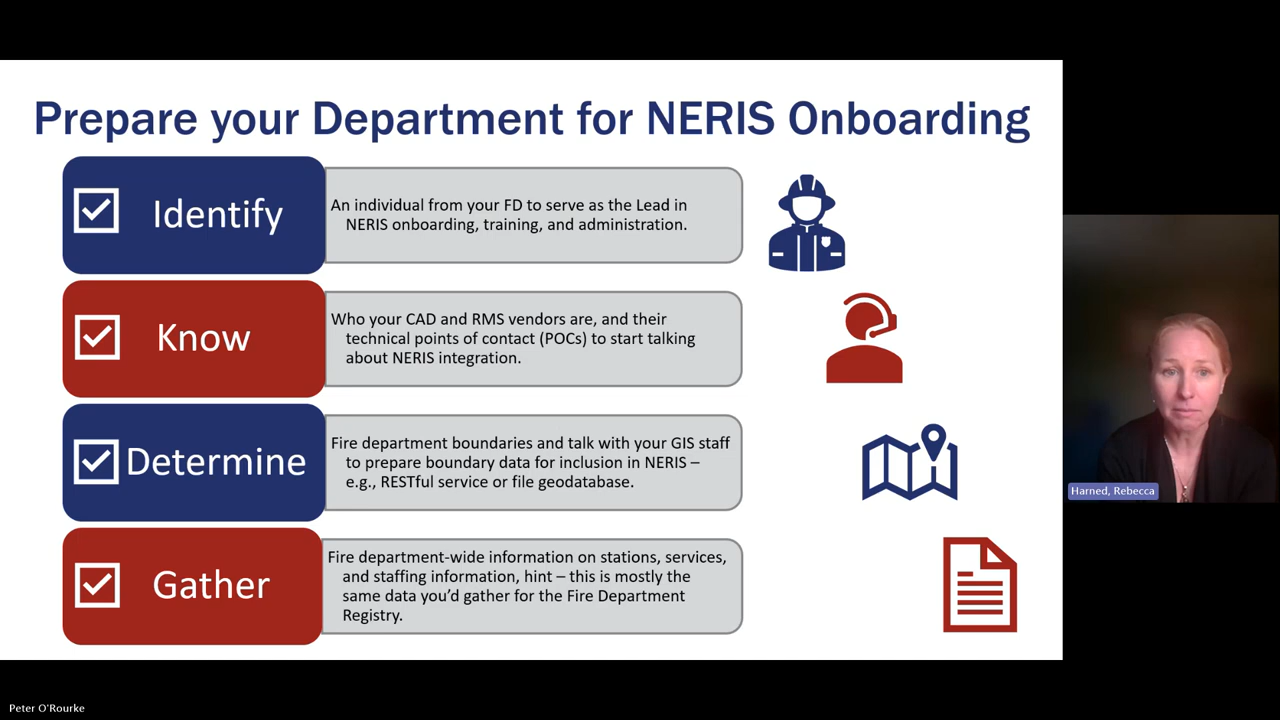 Prepare your Department for NERIS Onboarding
Identify
An individual from your FD to serve as the Lead in
NERIS onboarding, training, and administration.
Know
Who your CAD and RMS vendors are, and their
technical points of contact (POCs) to start talking
about NERIS integration.
Determine
Fire department boundaries and talk with your GIS staff
to prepare boundary data for inclusion in NERIS –
e.g., RESTful service or file geodatabase.
Gather
Fire department-wide information on stations, services,
and staffing information, hint – this is mostly the
same data you’d gather for the Fire Department
Registry.
Harned, Rebecca
Peter O'Rourke